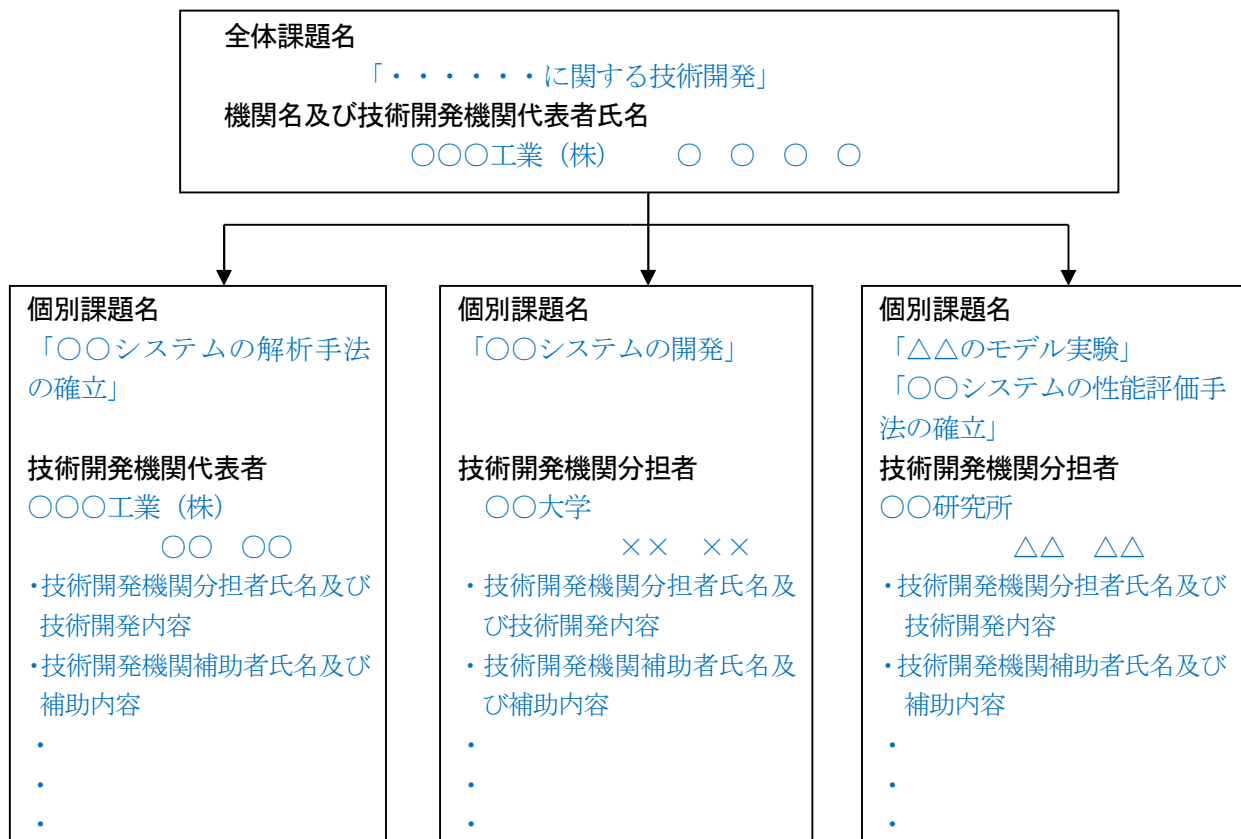 全体課題名
「・・・・・・に関する技術開発」
機関名及び技術開発機関代表者氏名
○○○工業（株）　　○　○　○　○
個別課題名
「○○システムの解析手法
の確立」
技術開発機関代表者
○○○工業（株）
○○　○○
・技術開発機関分担者氏名及び
技術開発内容
・技術開発機関補助者氏名及び
補助内容
・
・
・
個別課題名
「○○システムの開発」
技術開発機関分担者
○○大学
××　××
・技術開発機関分担者氏名及
び技術開発内容
・技術開発機関補助者氏名及
び補助内容
・
・
・
個別課題名
「△△のモデル実験」
「○○システムの性能評価手
法の確立」
技術開発機関分担者
○○研究所
△△　△△
・技術開発機関分担者氏名及び
技術開発内容
・技術開発機関補助者氏名及び
補助内容
・
・
・